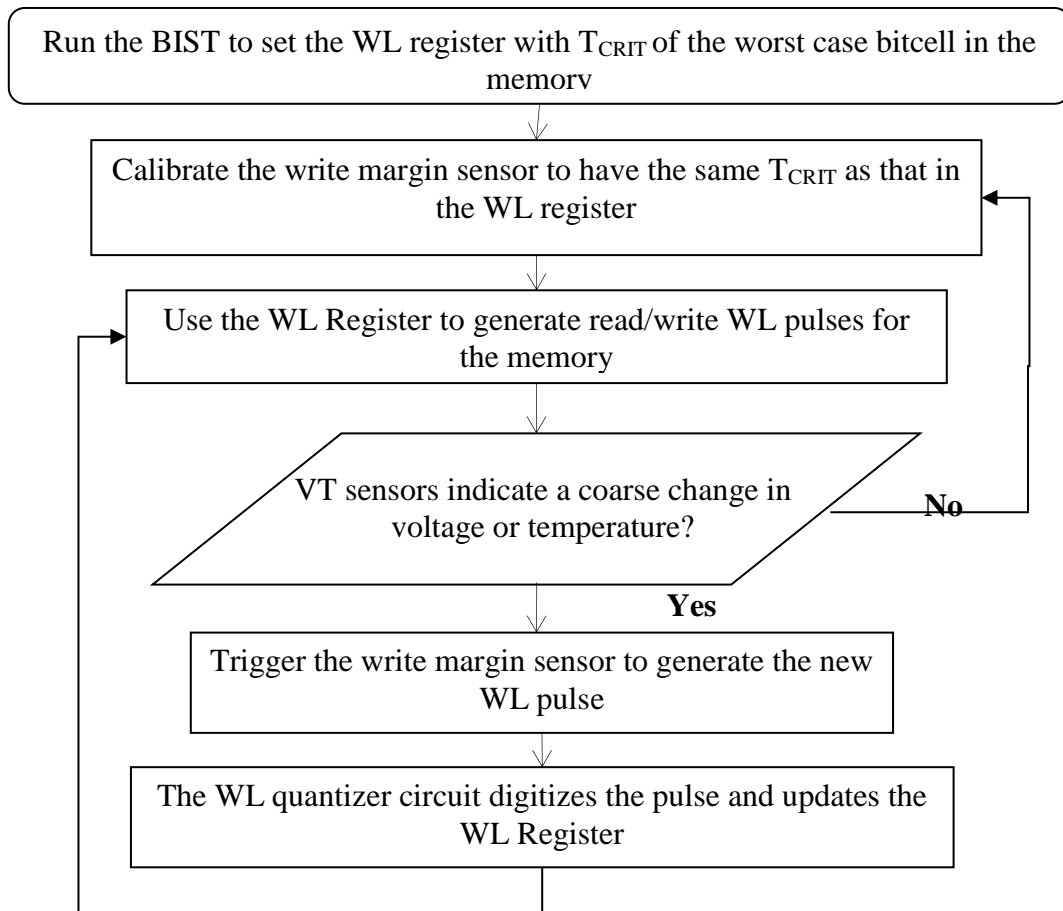 Run the BIST to set the WL register with TCRIT of the worst case bitcell in the
memory
Calibrate the write margin sensor to have the same TCRIT as that in
the WL register
Use the WL Register to generate read/write WL pulses for
the memory
VT sensors indicate a coarse change in
voltage or temperature?
No
Yes
Trigger the write margin sensor to generate the new
WL pulse
The WL quantizer circuit digitizes the pulse and updates the
WL Register